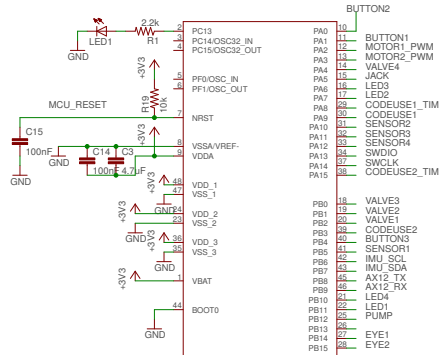 BUTTON2
2.2k
LED1
R1
GND
2 PC13
3 PC14/OSC32_IN
4 PC15/OSC32_OUT
+3V3
5 PF0/OSC_IN
6 PF1/OSC_OUT
R19
10k
MCU_RESET
7 NRST
C15
100nF
GND
+3V3
8 VSSA/VREF-
9 VDDA
GND
C14
100nF
C3
4.7uF
+3V3
48 VDD_1
47 VSS_1
GND
+3V3
24 VDD_2
23 VSS_2
GND
+3V3
36 VDD_3
35 VSS_3
GND
+3V3
1 VBAT
44 BOOT0
GND
PA0 10
PA1 11 BUTTON1
PA2 12 MOTOR1_PWM
PA3 13 MOTOR2_PWM
PA4 14 VALVE4
PA5 15 JACK
PA6 16 LED3
PA7 17 LED2
PA8 29 CODEUSE1_TIM
PA9 30 CODEUSE1
PA10 31 SENSOR2
PA11 32 SENSOR3
PA12 33 SENSOR4
PA13 34 SWDIO
PA14 37 SWCLK
PA15 38 CODEUSE2_TIM
PB0 18 VALVE3
PB1 19 VALVE2
PB2 20 VALVE1
PB3 39 CODEUSE2
PB4 40 BUTTON3
PB5 41 SENSOR1
PB6 42 IMU_SCL
PB7 43 IMU_SDA
PB8 45 AX12_TX
PB9 46 AX12_RX
PB10 21 LED4
PB11 22 LED1
PB12 25 PUMP
PB13 26
PB14 27 EYE1
PB15 28 EYE2